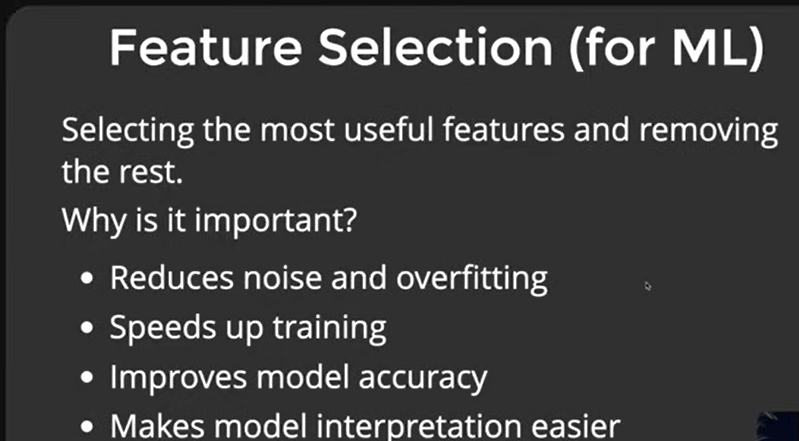 Feature Selection (for ML)
Selecting the most useful features and removing
the rest.
Why is it important?
• Reduces noise and overfitting
• Speeds up training
• Improves model accuracy
• Makes model interpretation easier